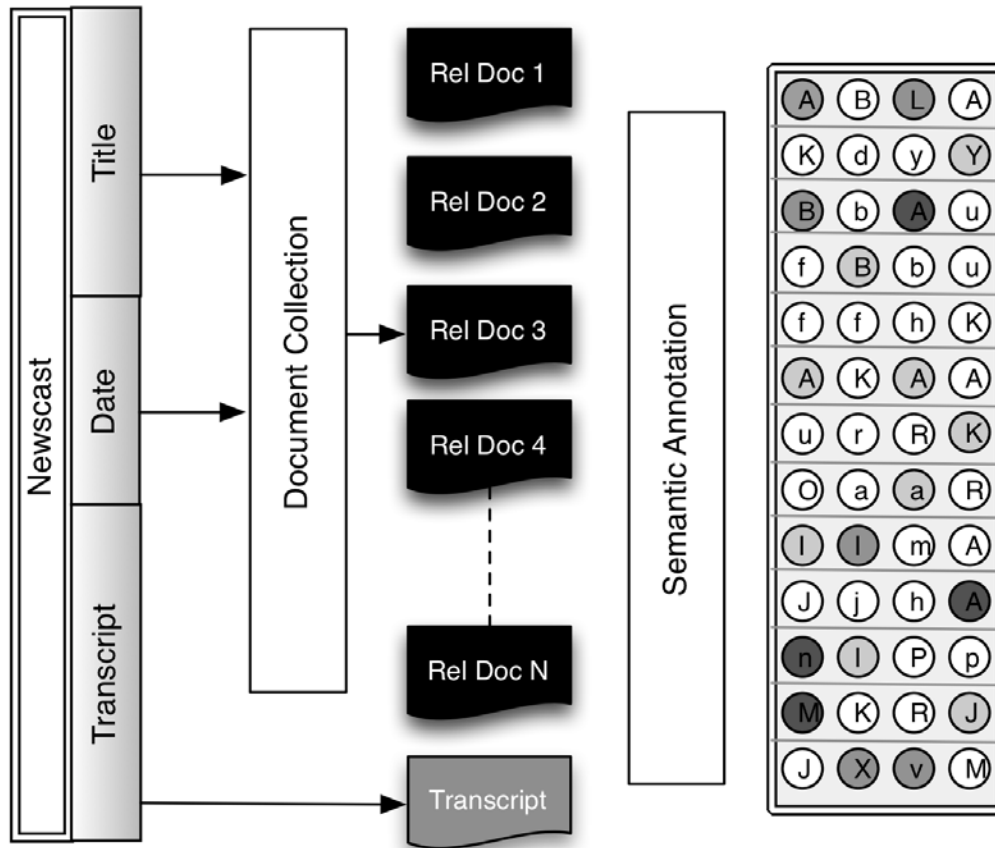 Newscast
Title
Date
Transcript
Document Collection
Rel Doc 1
Rel Doc 2
Rel Doc 3
Rel Doc 4
Rel Doc N
Transcript
Semantic Annotation
A B L A
K d y Y
B b A u
f B b u
f f h K
A K A A
u r R K
O a a R
I I m A
J j h A
n I P p
M K R J
J X v M